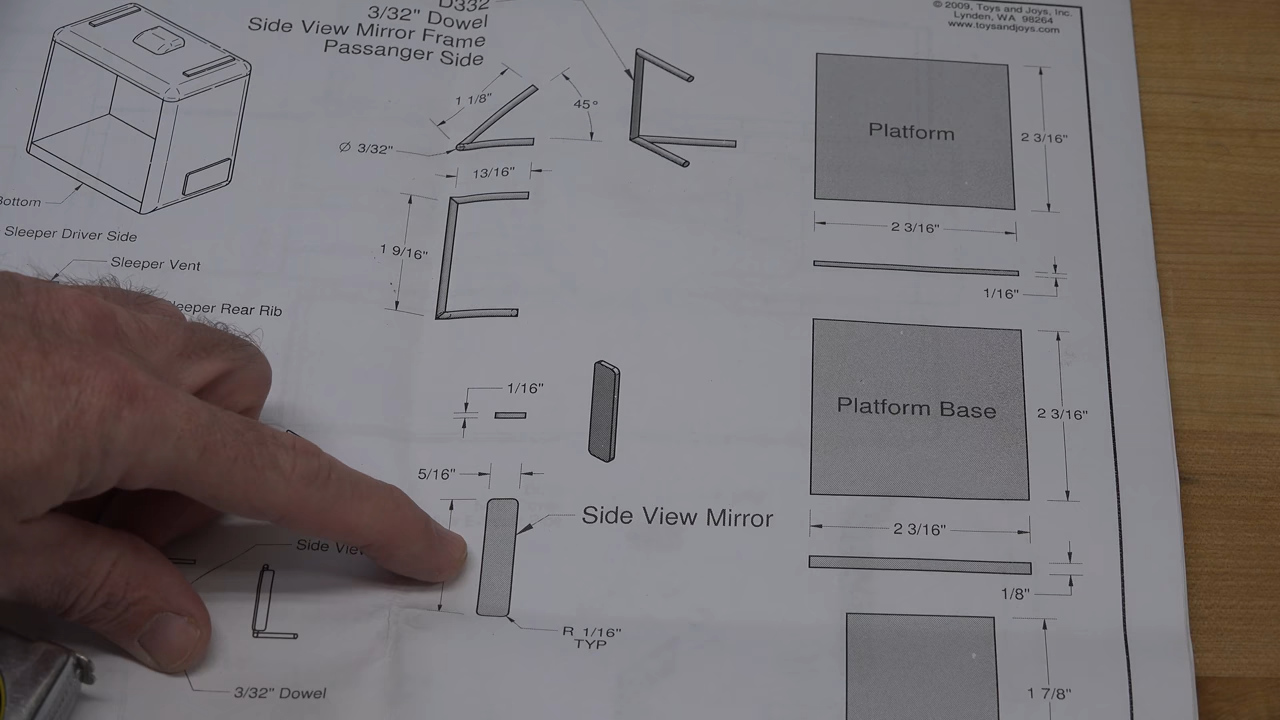 D332
3/32" Dowel
Side View Mirror Frame
Passanger Side
© 2009, Toys and Joys, Inc.
Lynden, WA 98264
www.toysandjoys.com
1 1/8"
45°
Ø 3/32"
13/16"
1 9/16"
Platform
2 3/16"
2 3/16"
1/16"
Bottom
Sleeper Driver Side
Sleeper Vent
Sleeper Rear Rib
1/16"
5/16"
Side View Mirror
R 1/16"
TYP
Platform Base
2 3/16"
2 3/16"
1/8"
Side View
3/32" Dowel
1 7/8"